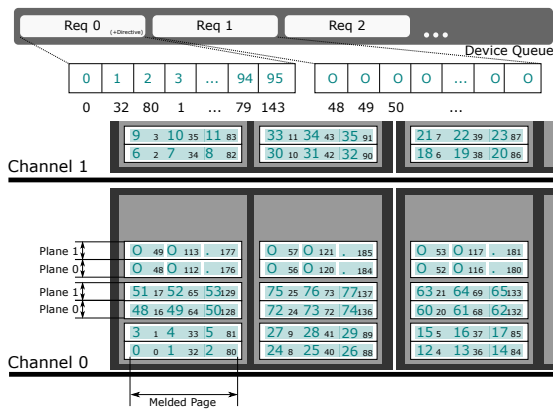 Req 0 (+Directive) Req 1 Req 2 ...
Device Queue
0 1 2 3 ... 94 95 O O O O ... O O
0 32 80 1 ... 79 143 48 49 50 ...
9 3 10 35 11 83 33 11 34 43 35 91 21 7 22 39 23 87
6 2 7 34 8 82 30 10 31 42 32 90 18 6 19 38 20 86
Channel 1
Plane 1 O 49 O 113 . 177 O 57 O 121 . 185 O 53 O 117 . 181
Plane 0 O 48 O 112 . 176 O 56 O 120 . 184 O 52 O 116 . 180
Plane 1 51 17 52 65 53 129 75 25 76 73 77 137 63 21 64 69 65 133
Plane 0 48 16 49 64 50 128 72 24 73 72 74 136 60 20 61 68 62 132
3 1 4 33 5 81 27 9 28 41 29 89 15 5 16 37 17 85
0 0 1 32 2 80 24 8 25 40 26 88 12 4 13 36 14 84
Channel 0
Melded Page